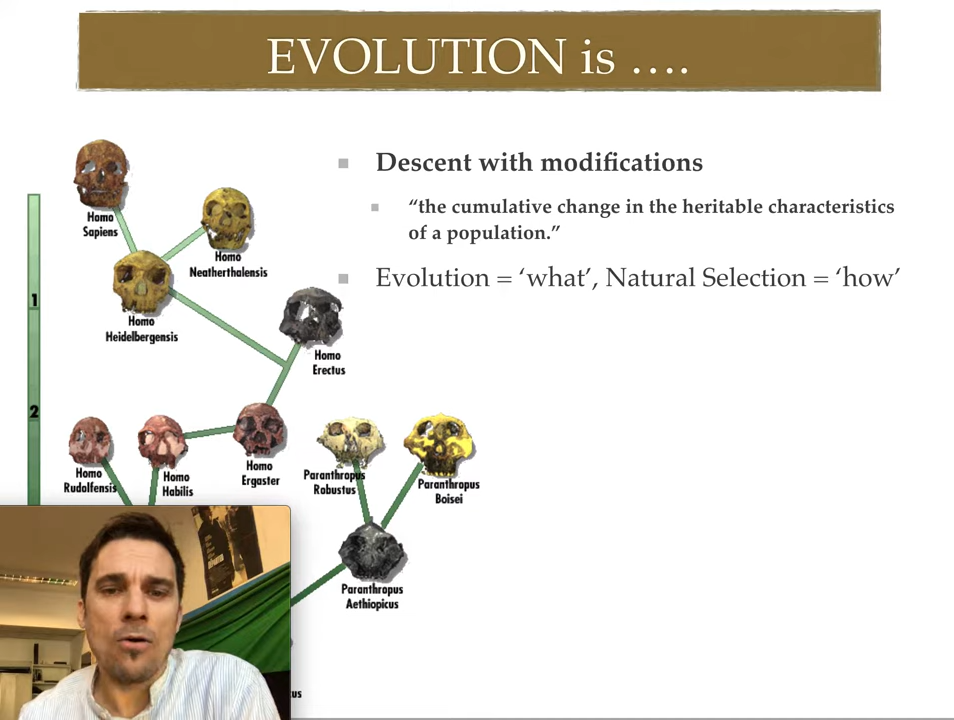 EVOLUTION is ….
Descent with modifications
“the cumulative change in the heritable characteristics
of a population.”
Evolution = ‘what’, Natural Selection = ‘how’
Homo
Sapiens
Homo
Neatherthalensis
1
Homo
Heidelbergensis
Homo
Erectus
2
Homo
Rudolfensis
Homo
Habilis
Homo
Ergaster
Paranthropus
Robustus
Paranthropus
Boisei
Paranthropus
Aethiopicus
cus